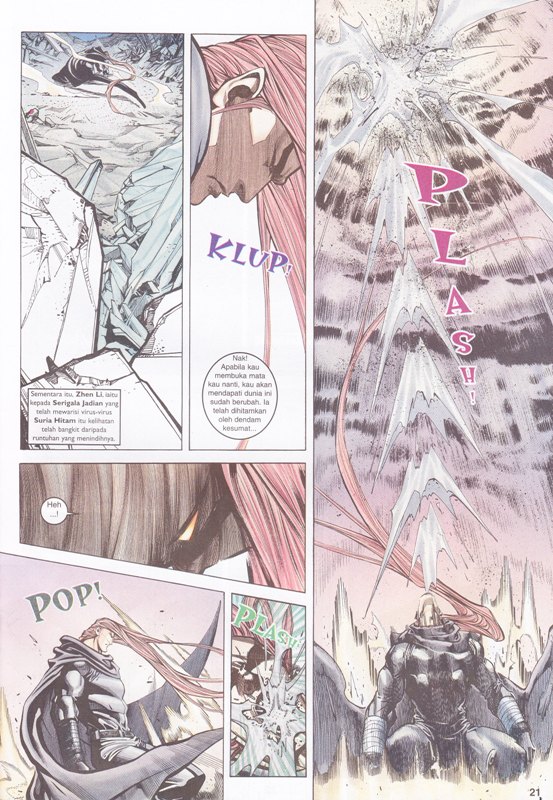 Sementara itu, Zhen Li, iaitu
kepada Serigala Jadian yang
telah mewarisi virus-virus
Suria Hitam itu kelihatan
telah bangkit daripada
runtuhan yang menindihnya.
KLUP!
Nak!
Apabila kau
membuka mata
kau nanti, kau akan
mendapati dunia ini
sudah berubah. Ia
telah dihitamkan
oleh dendam
kesumat...
Heh
...!
POP!
PLASH!
PLASH!
21